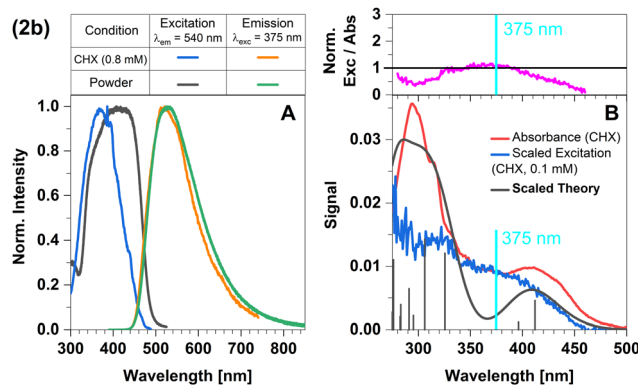 (2b)
Condition Excitation Emission
λem = 540 nm λexc = 375 nm
CHX (0.8 mM)
Powder
A
Norm. Intensity
1.0
0.8
0.6
0.4
0.2
0.0
300 400 500 600 700 800
Wavelength [nm]
Norm.
Exc / Abs
3
2
1
0
375 nm
B
Absorbance (CHX)
Scaled Excitation
(CHX, 0.1 mM)
Scaled Theory
375 nm
Signal
0.03
0.02
0.01
0.00
300 350 400 450 500
Wavelength [nm]